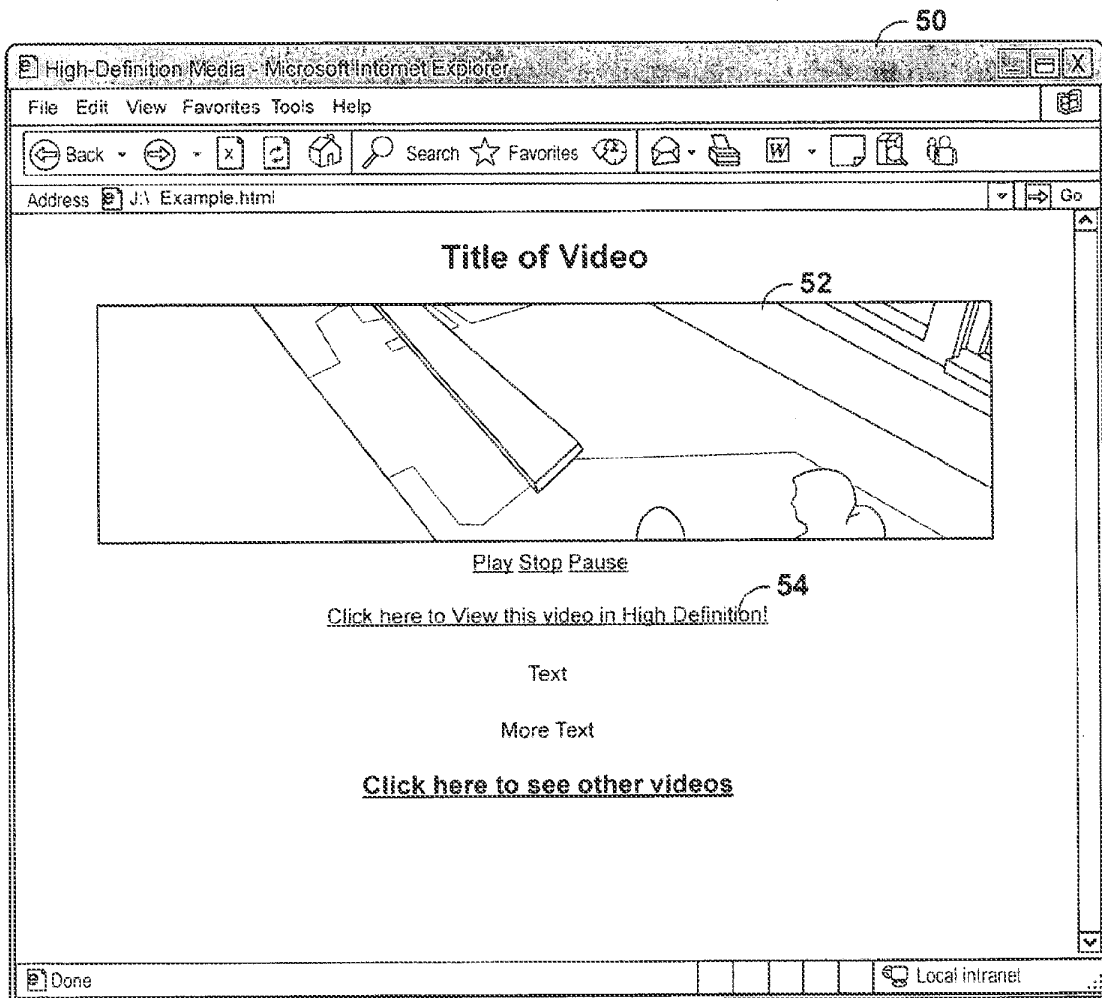 50
High-Definition Media - Microsoft Internet Explorer
File Edit View Favorites Tools Help
Back Search Favorites W
Address J:\ Example.html Go
Title of Video
52
Play Stop Pause
54
Click here to View this video in High Definition!
Text
More Text
Click here to see other videos
Done Local intranet